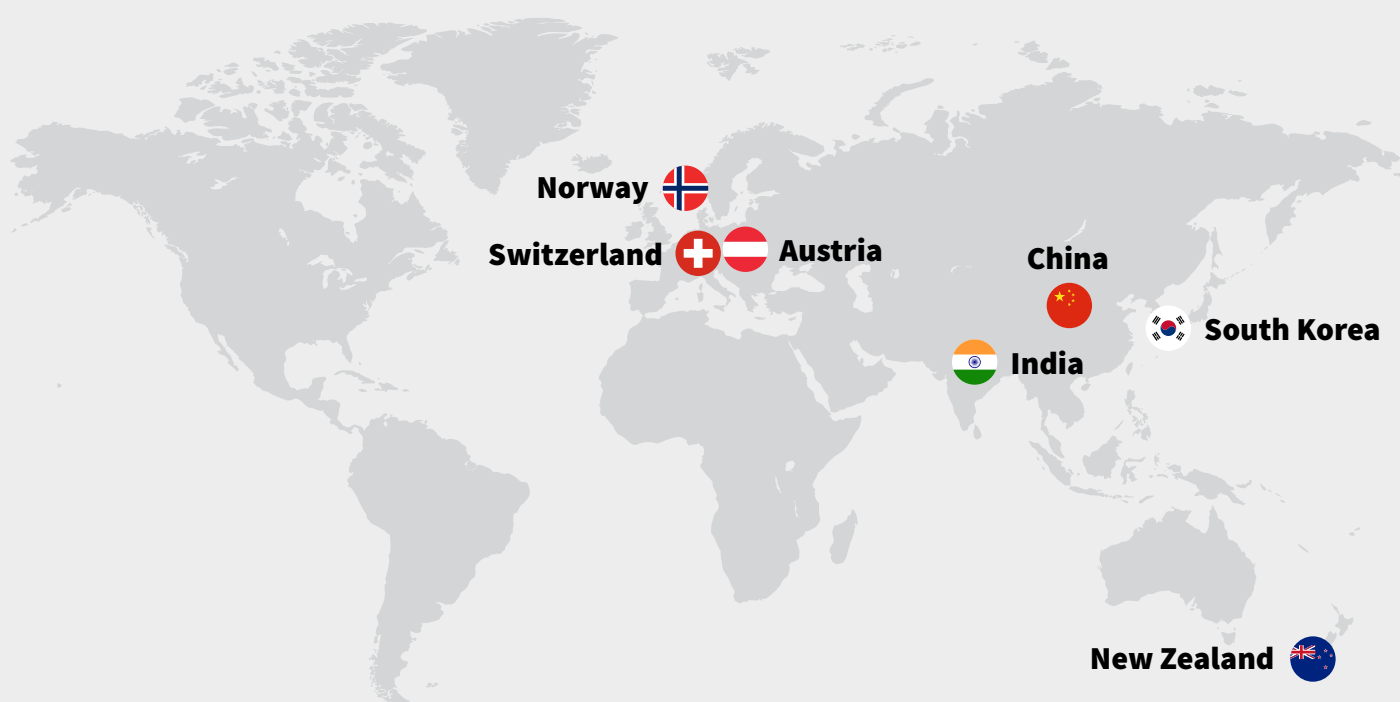 Norway
Switzerland
Austria
China
South Korea
India
New Zealand